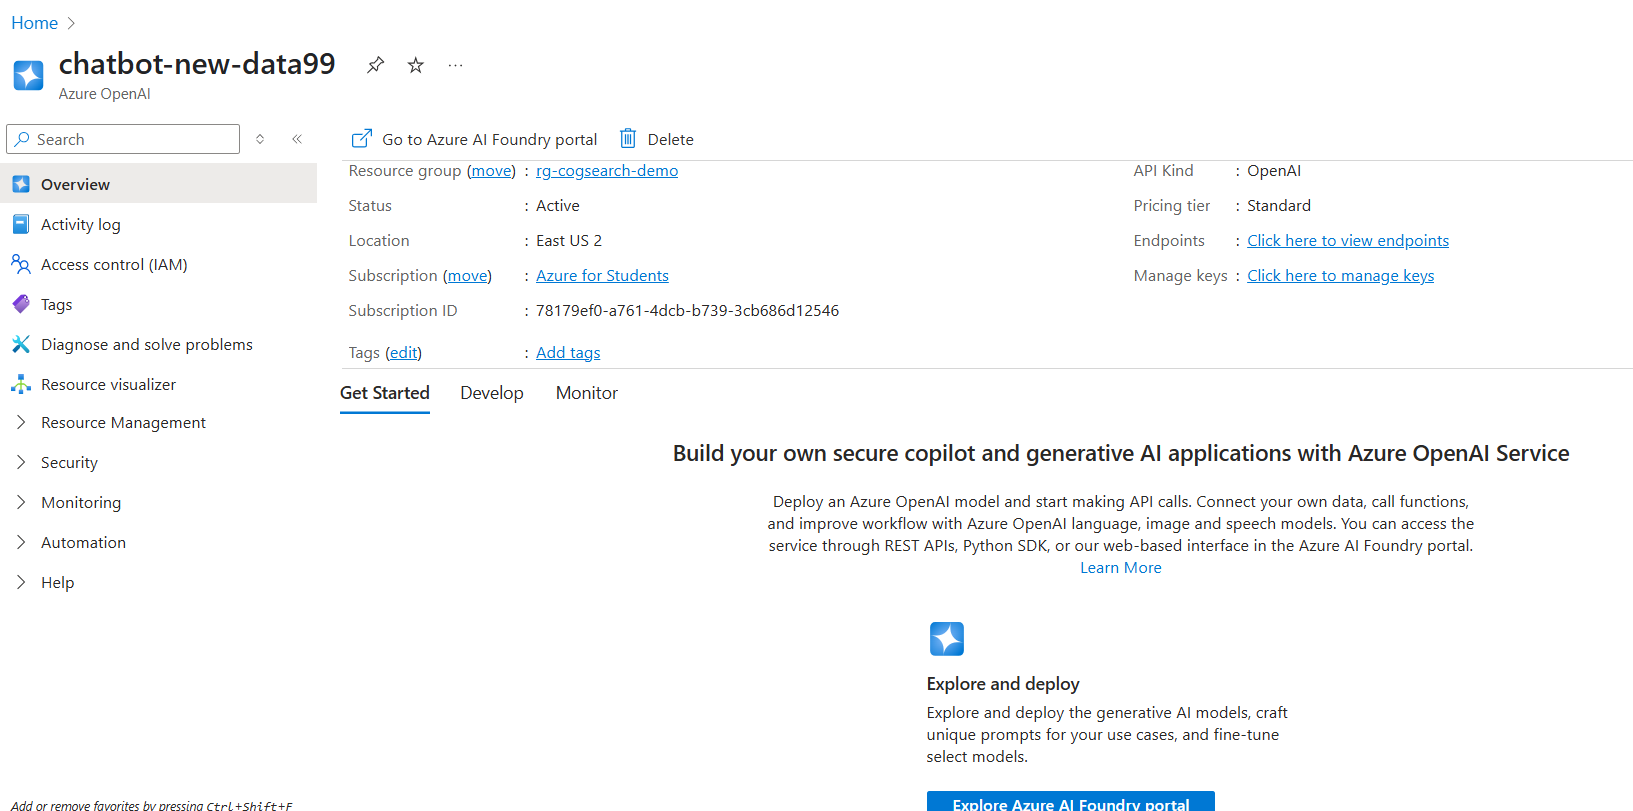 Home
chatbot-new-data99
Azure OpenAI
Search
Go to Azure AI Foundry portal
Delete
Overview
Activity log
Access control (IAM)
Tags
Diagnose and solve problems
Resource visualizer
Resource Management
Security
Monitoring
Automation
Help
Add or remove favorites by pressing Ctrl+Shift+F
Resource group (move) : rg-cogsearch-demo
Status : Active
Location : East US 2
Subscription (move) : Azure for Students
Subscription ID : 78179ef0-a761-4dcb-b739-3cb686d12546
Tags (edit) : Add tags
API Kind : OpenAI
Pricing tier : Standard
Endpoints : Click here to view endpoints
Manage keys : Click here to manage keys
Get Started Develop Monitor
Build your own secure copilot and generative AI applications with Azure OpenAI Service
Deploy an Azure OpenAI model and start making API calls. Connect your own data, call functions,
and improve workflow with Azure OpenAI language, image and speech models. You can access the
service through REST APIs, Python SDK, or our web-based interface in the Azure AI Foundry portal.
Learn More
Explore and deploy
Explore and deploy the generative AI models, craft
unique prompts for your use cases, and fine-tune
select models.
Explore Azure AI Foundry portal